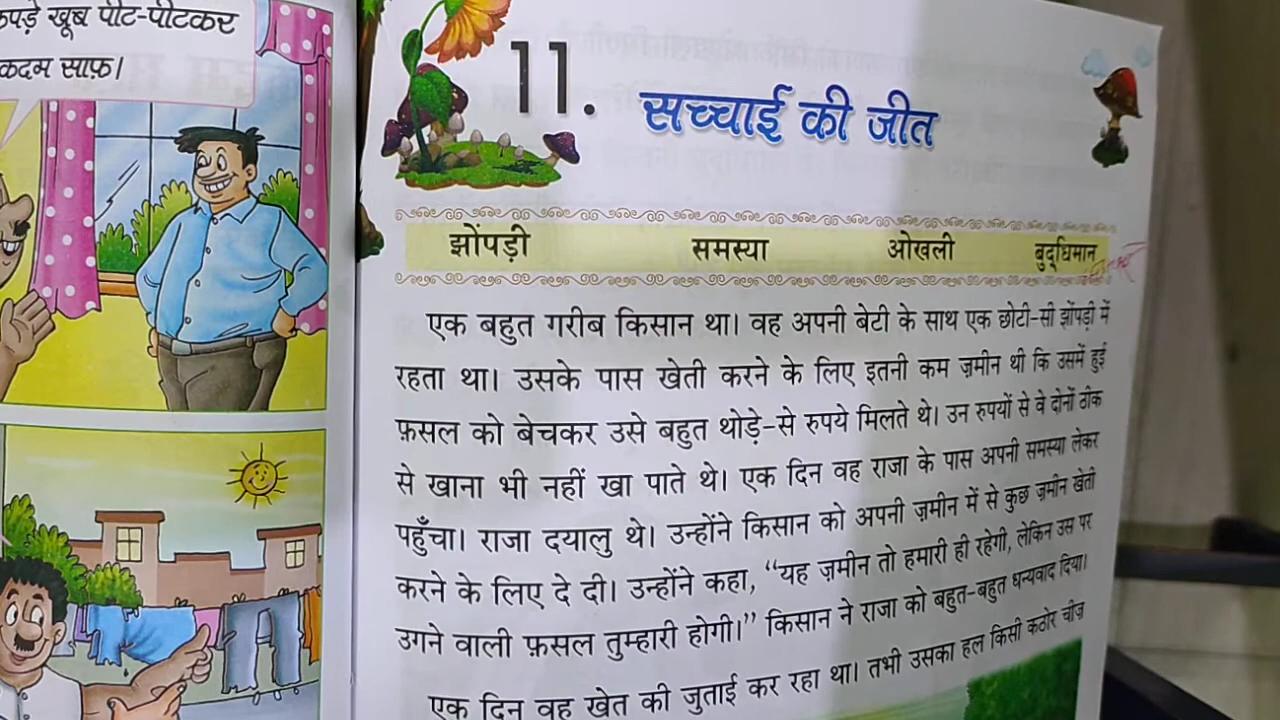 कपड़े खूब पीट-पीटकर
एकदम साफ़।
11. सच्चाई की जीत
झोंपड़ी समस्या ओखली बुद्धिमान
एक बहुत गरीब किसान था। वह अपनी बेटी के साथ एक छोटी-सी झोंपड़ी में
रहता था। उसके पास खेती करने के लिए इतनी कम ज़मीन थी कि उसमें हुई
फ़सल को बेचकर उसे बहुत थोड़े-से रुपये मिलते थे। उन रुपयों से वे दोनों ठीक
से खाना भी नहीं खा पाते थे। एक दिन वह राजा के पास अपनी समस्या लेकर
पहुँचा। राजा दयालु थे। उन्होंने किसान को अपनी ज़मीन में से कुछ ज़मीन खेती
करने के लिए दे दी। उन्होंने कहा, “यह ज़मीन तो हमारी ही रहेगी, लेकिन उस पर
उगने वाली फ़सल तुम्हारी होगी।” किसान ने राजा को बहुत-बहुत धन्यवाद दिया।
एक दिन वह खेत की जुताई कर रहा था। तभी उसका हल किसी कठोर चीज़